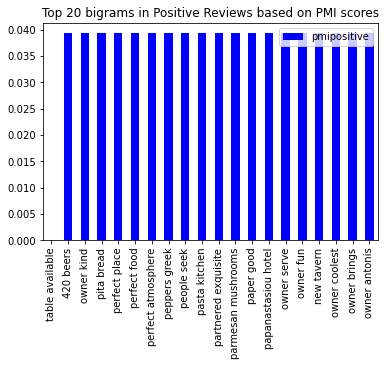 Top 20 bigrams in Positive Reviews based on PMI scores
pmipositive
0.040
0.035
0.030
0.025
0.020
0.015
0.010
0.005
0.000
table available
420 beers
owner kind
pita bread
perfect place
perfect food
perfect atmosphere
peppers greek
people seek
pasta kitchen
partnered exquisite
parmesan mushrooms
paper good
papanastasiou hotel
owner serve
owner fun
new tavern
owner coolest
owner brings
owner antonis